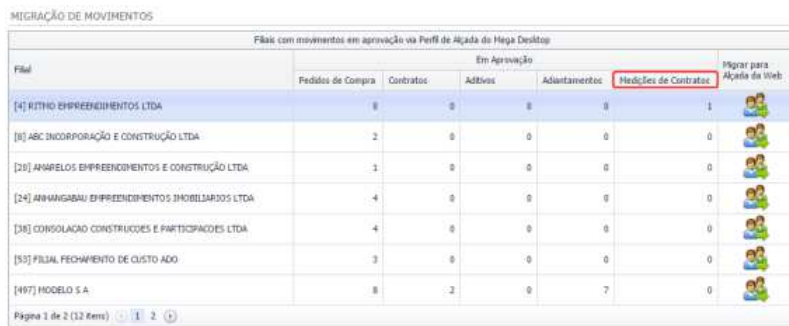 MIGRAÇÃO DE MOVIMENTOS
Filiais com movimentos em aprovação via Perfil de Alçada do Mega Desktop
Filial Em Aprovação Migrar para Alçada da Web
Pedidos de Compra Contratos Aditivos Adiantamentos Medições de Contratos
[4] RITMO EMPREENDIMENTOS LTDA 0 0 0 0 1
[8] ABC INCORPORAÇÃO E CONSTRUÇÃO LTDA 2 0 0 0 0
[20] AMARELOS EMPREENDIMENTOS E CONSTRUÇÃO LTDA 1 0 0 0 0
[24] ANHANGABAU EMPREENDIMENTOS IMOBILIARIOS LTDA 4 0 0 0 0
[38] CONSOLACAO CONSTRUCOES E PARTICIPACOES LTDA 4 0 0 0 0
[53] FILIAL FECHAMENTO DE CUSTO ADO 3 0 0 0 0
[497] MODELO S A 8 2 0 7 0
Página 1 de 2 (12 itens) 1 2